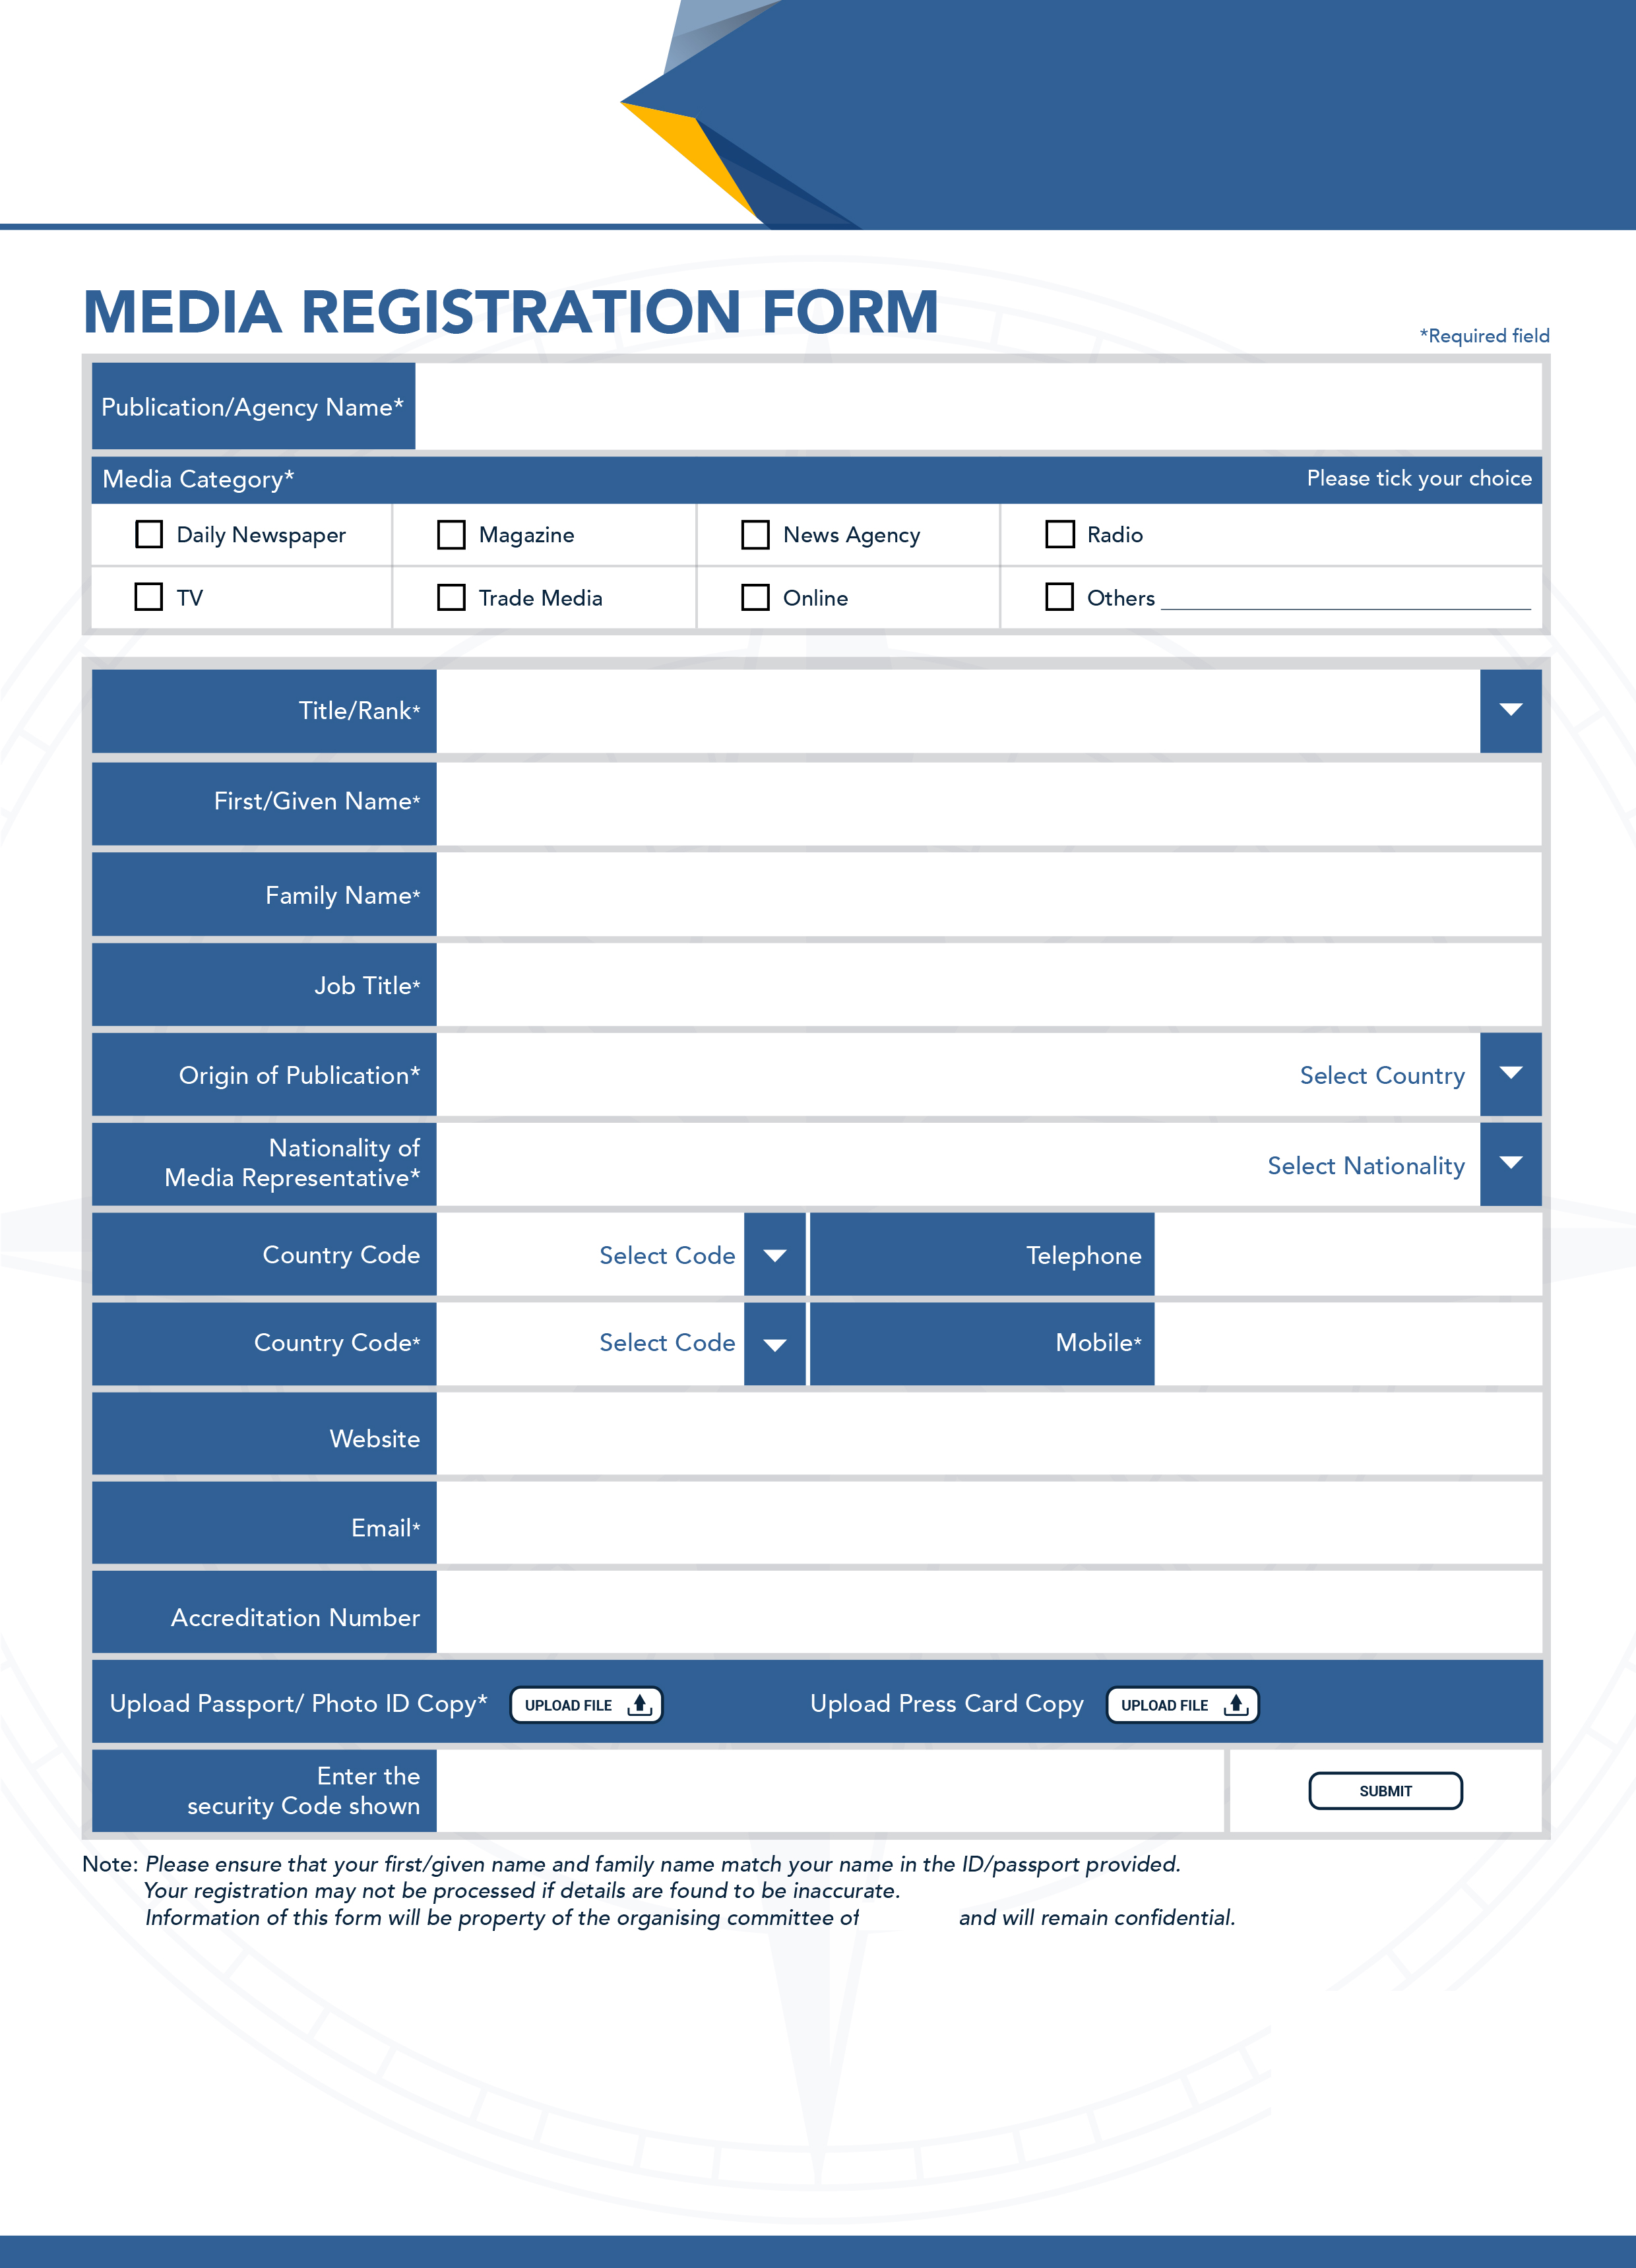 MEDIA REGISTRATION FORM
*Required field
Publication/Agency Name*
Media Category* Please tick your choice
Daily Newspaper Magazine News Agency Radio
TV Trade Media Online Others
Title/Rank*
First/Given Name*
Family Name*
Job Title*
Origin of Publication* Select Country
Nationality of
Media Representative* Select Nationality
Country Code Select Code Telephone
Country Code* Select Code Mobile*
Website
Email*
Accreditation Number
Upload Passport/ Photo ID Copy* UPLOAD FILE Upload Press Card Copy UPLOAD FILE
Enter the
security Code shown SUBMIT
Note: Please ensure that your first/given name and family name match your name in the ID/passport provided.
Your registration may not be processed if details are found to be inaccurate.
Information of this form will be property of the organising committee of and will remain confidential.